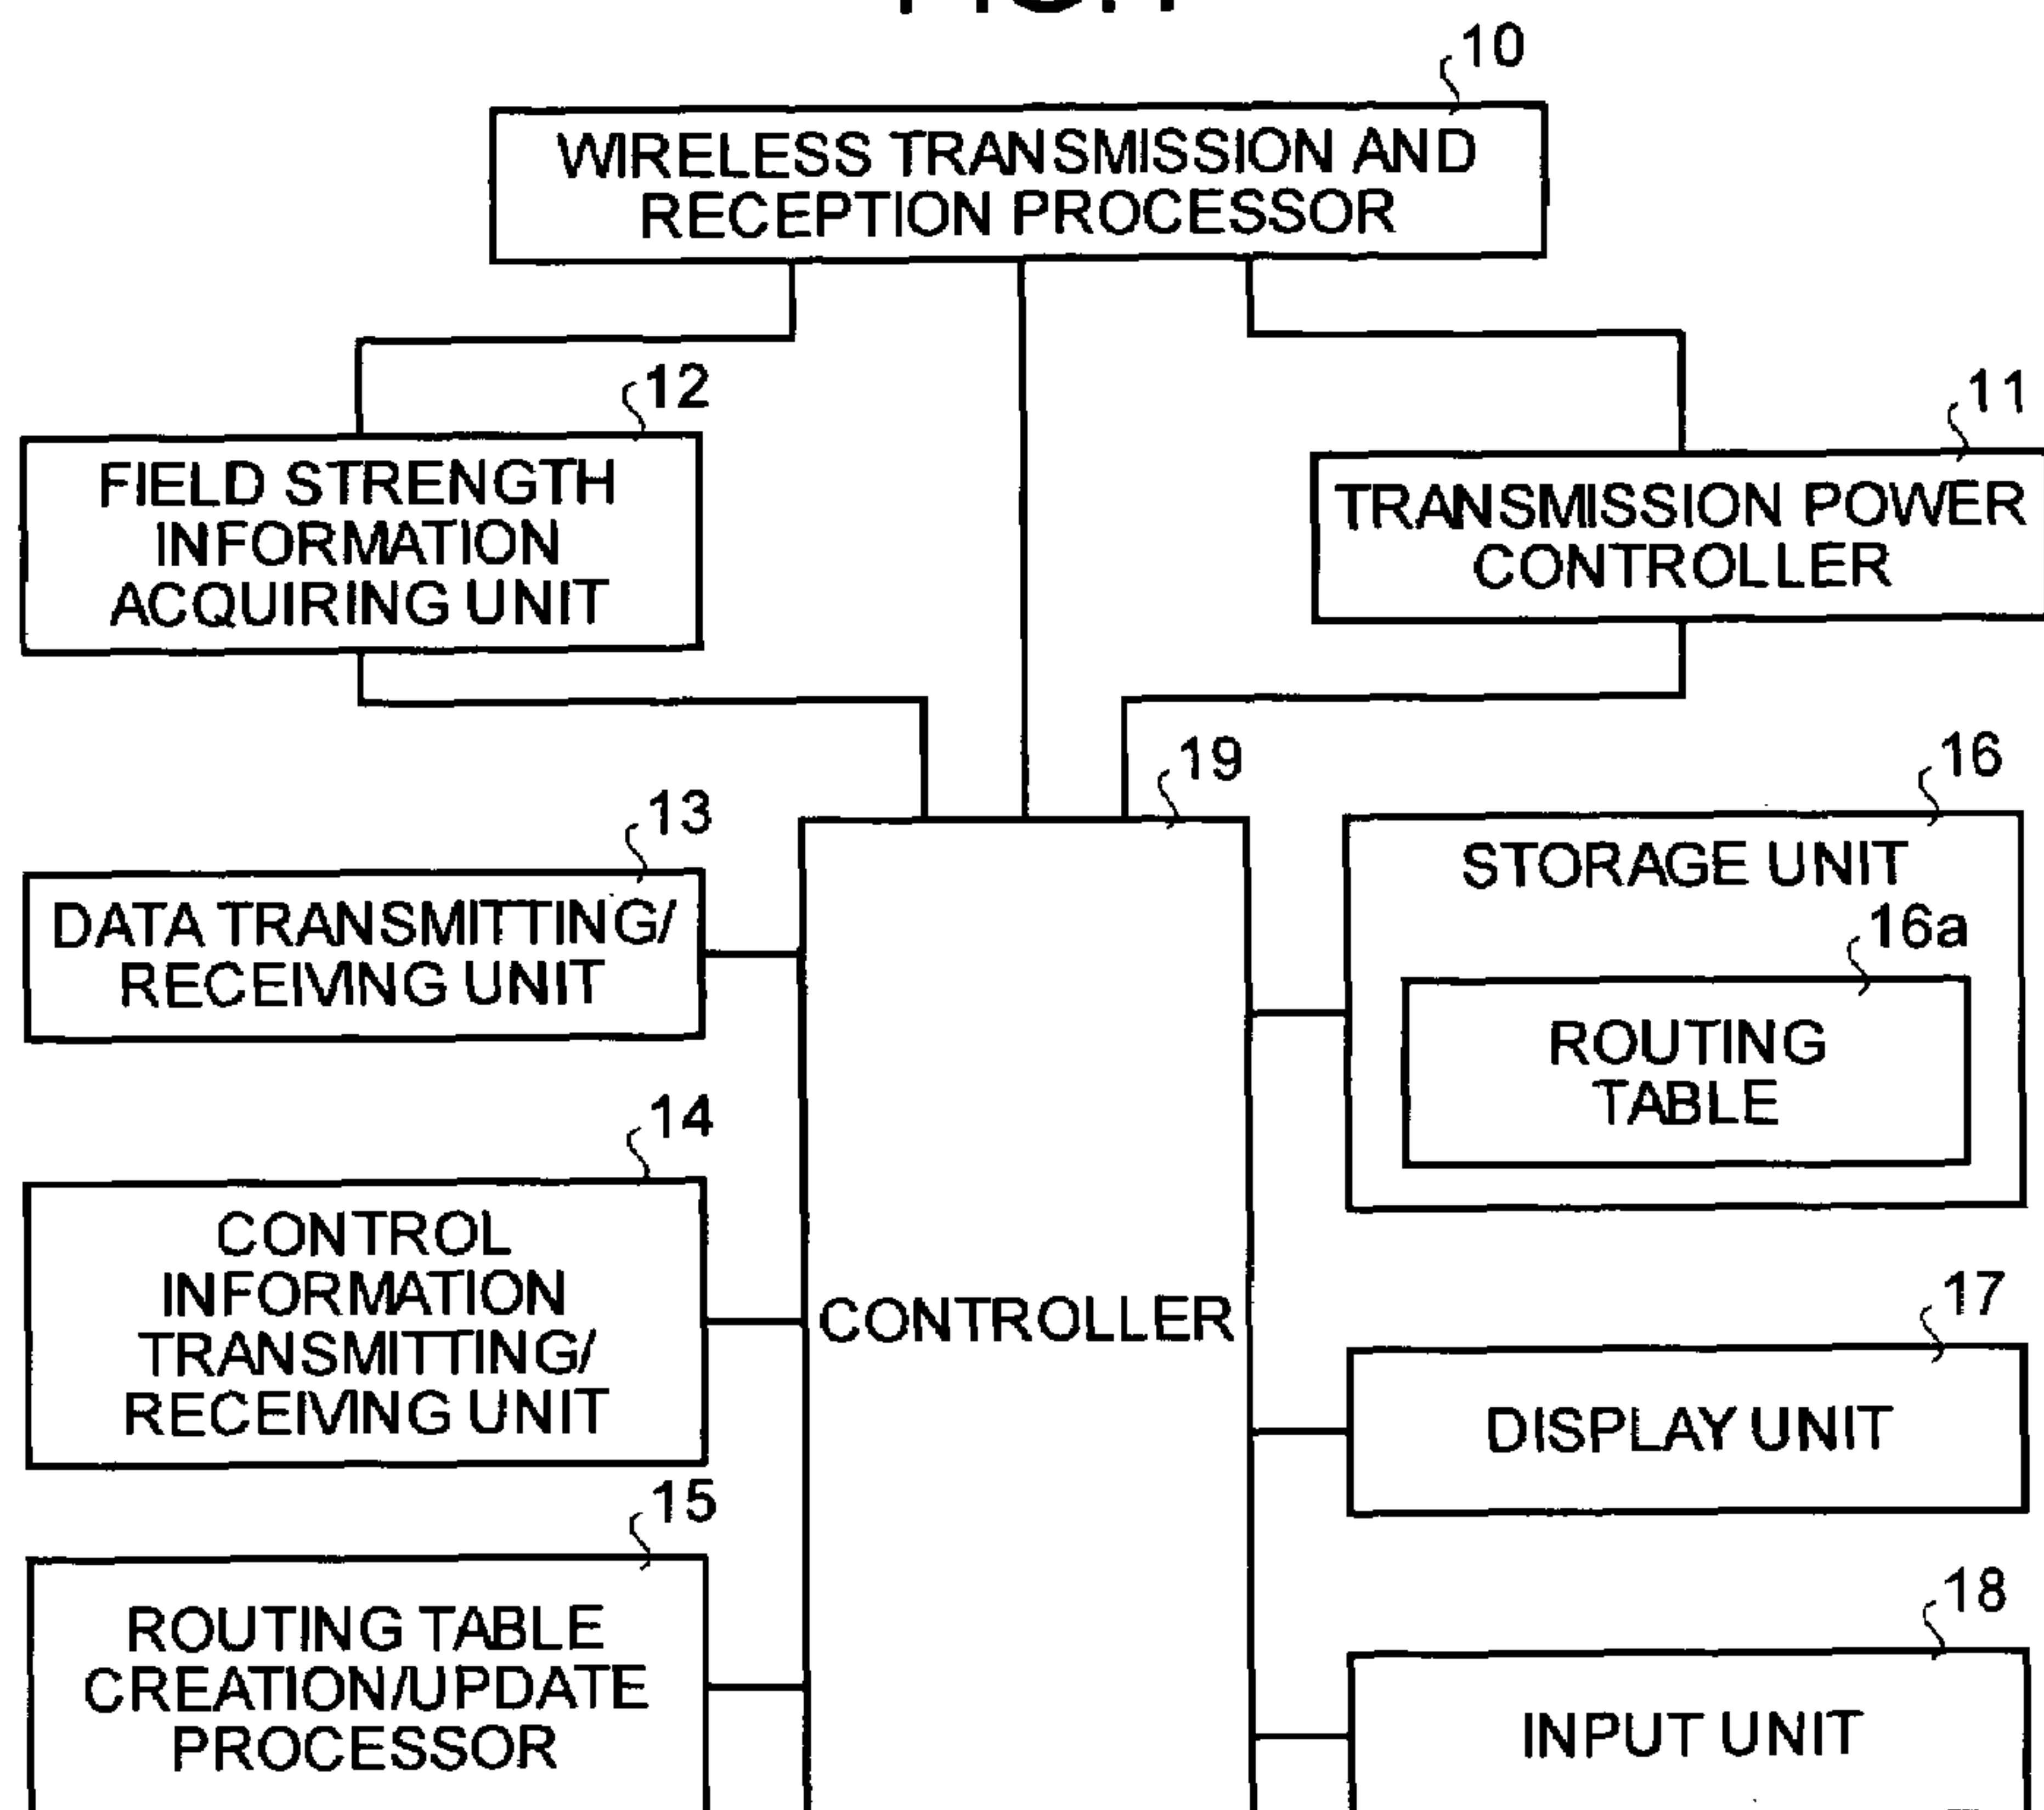 10
WIRELESS TRANSMISSION AND
RECEPTION PROCESSOR
12
FIELD STRENGTH
INFORMATION
ACQUIRING UNIT
11
TRANSMISSION POWER
CONTROLLER
13
DATA TRANSMITTING/
RECEIVING UNIT
14
CONTROL
INFORMATION
TRANSMITTING/
RECEIVING UNIT
15
ROUTING TABLE
CREATION/UPDATE
PROCESSOR
19
CONTROLLER
16
STORAGE UNIT
16a
ROUTING
TABLE
17
DISPLAY UNIT
18
INPUT UNIT